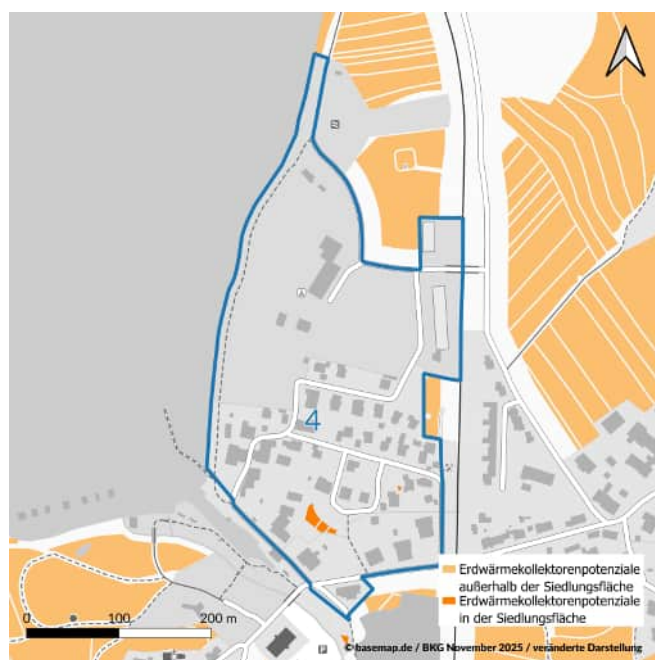 4
Erdwärmekollektorenpotenziale
außerhalb der Siedlungsfläche
Erdwärmekollektorenpotenziale
in der Siedlungsfläche
0 100 200 m
P
© basemap.de / BKG November 2025 / veränderte Darstellung